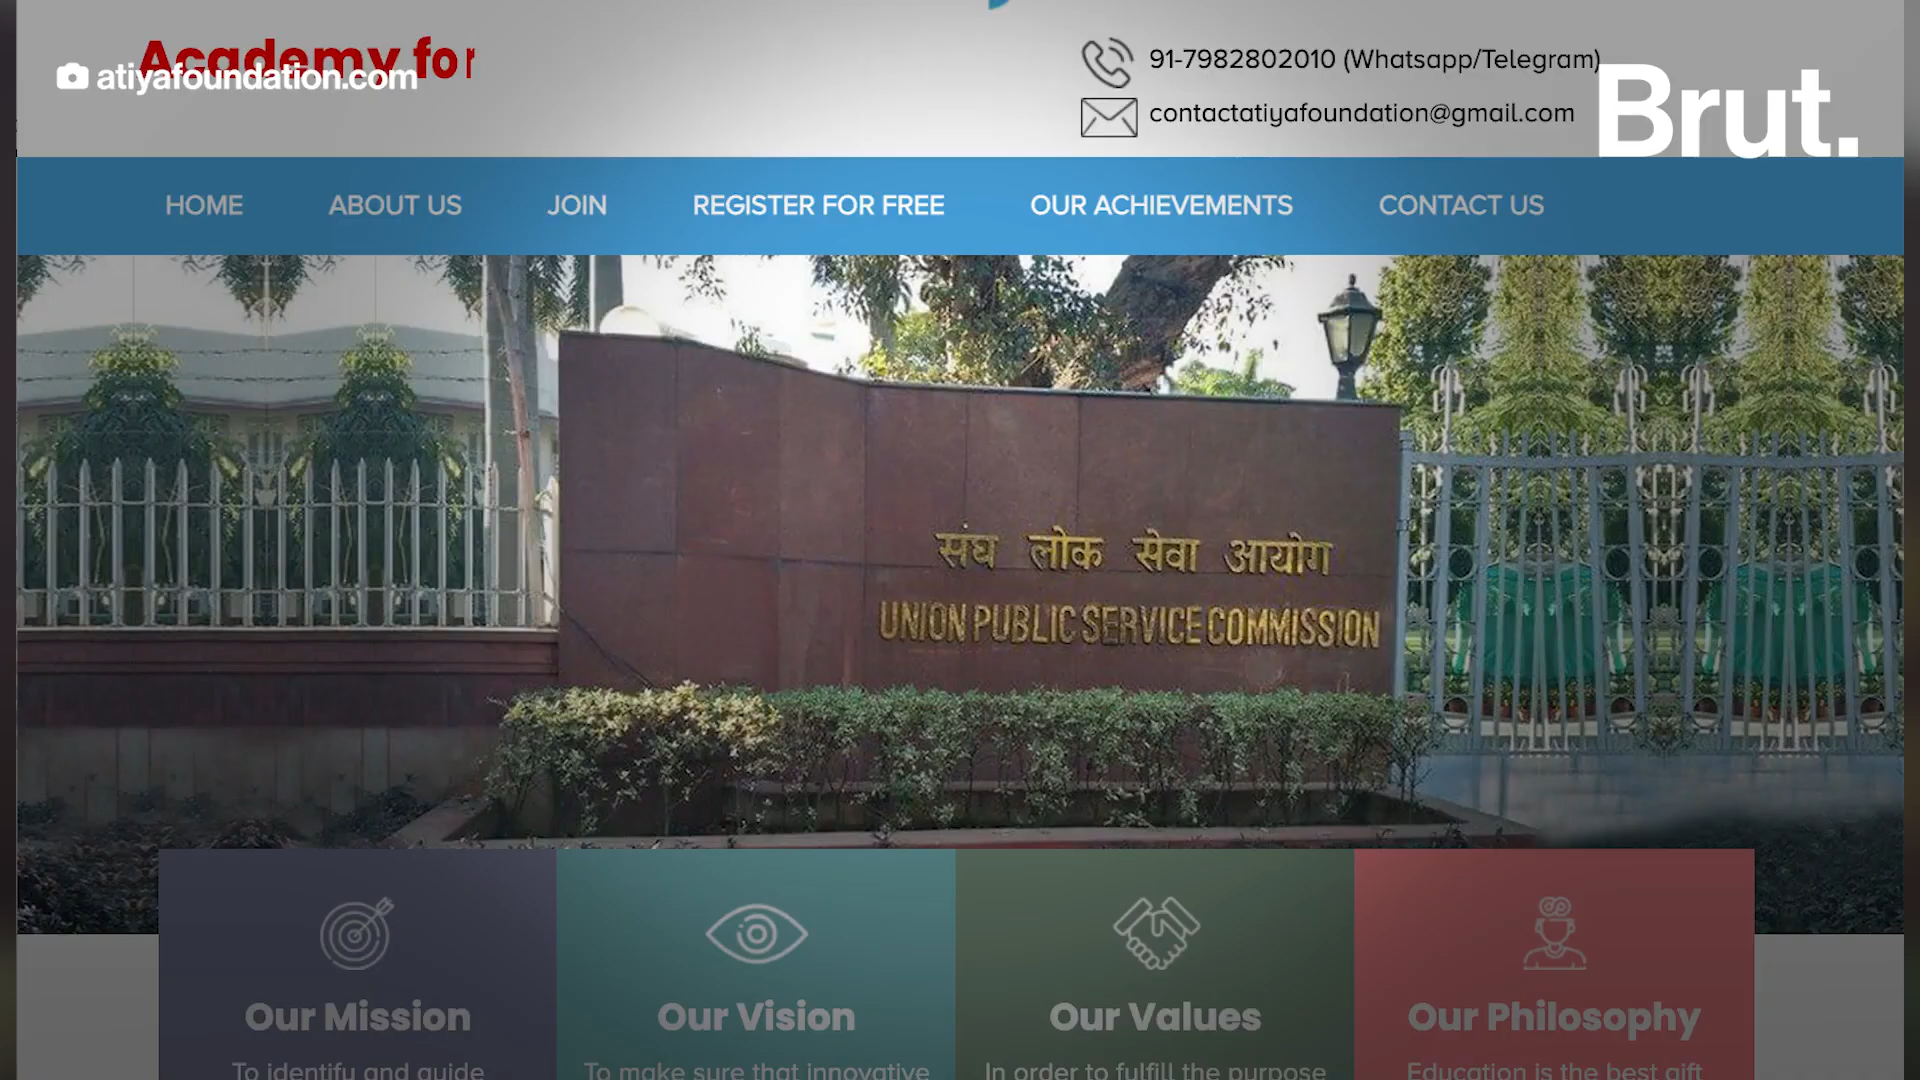 Academy for
atiyafoundation.com
91-7982802010 (Whatsapp/Telegram)
contactatiyafoundation@gmail.com
Brut.
HOME ABOUT US JOIN REGISTER FOR FREE OUR ACHIEVEMENTS CONTACT US
संघ लोक सेवा आयोग
UNION PUBLIC SERVICE COMMISSION
Our Mission Our Vision Our Values Our Philosophy
To identify and guide To make sure that innovative In order to fulfill the purpose Education is the best gift